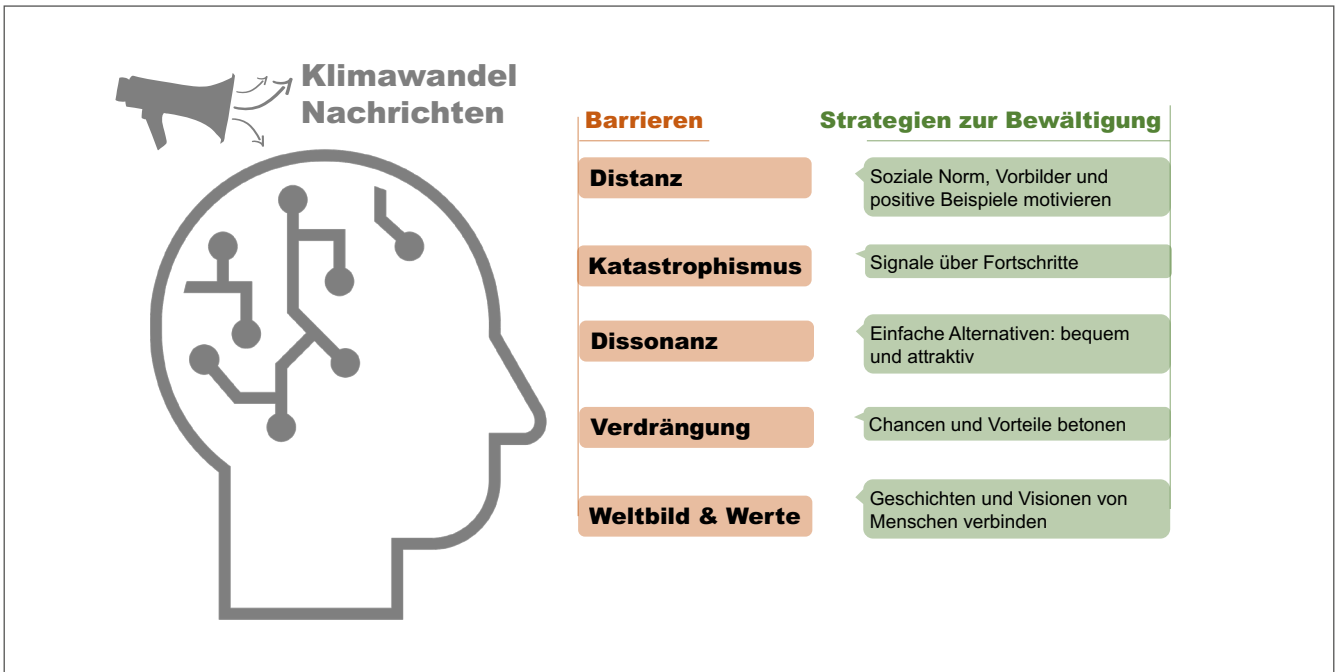 Klimawandel
Nachrichten
Barrieren
Strategien zur Bewältigung
Distanz
Soziale Norm, Vorbilder und
positive Beispiele motivieren
Katastrophismus
Signale über Fortschritte
Dissonanz
Einfache Alternativen: bequem
und attraktiv
Verdrängung
Chancen und Vorteile betonen
Weltbild & Werte
Geschichten und Visionen von
Menschen verbinden